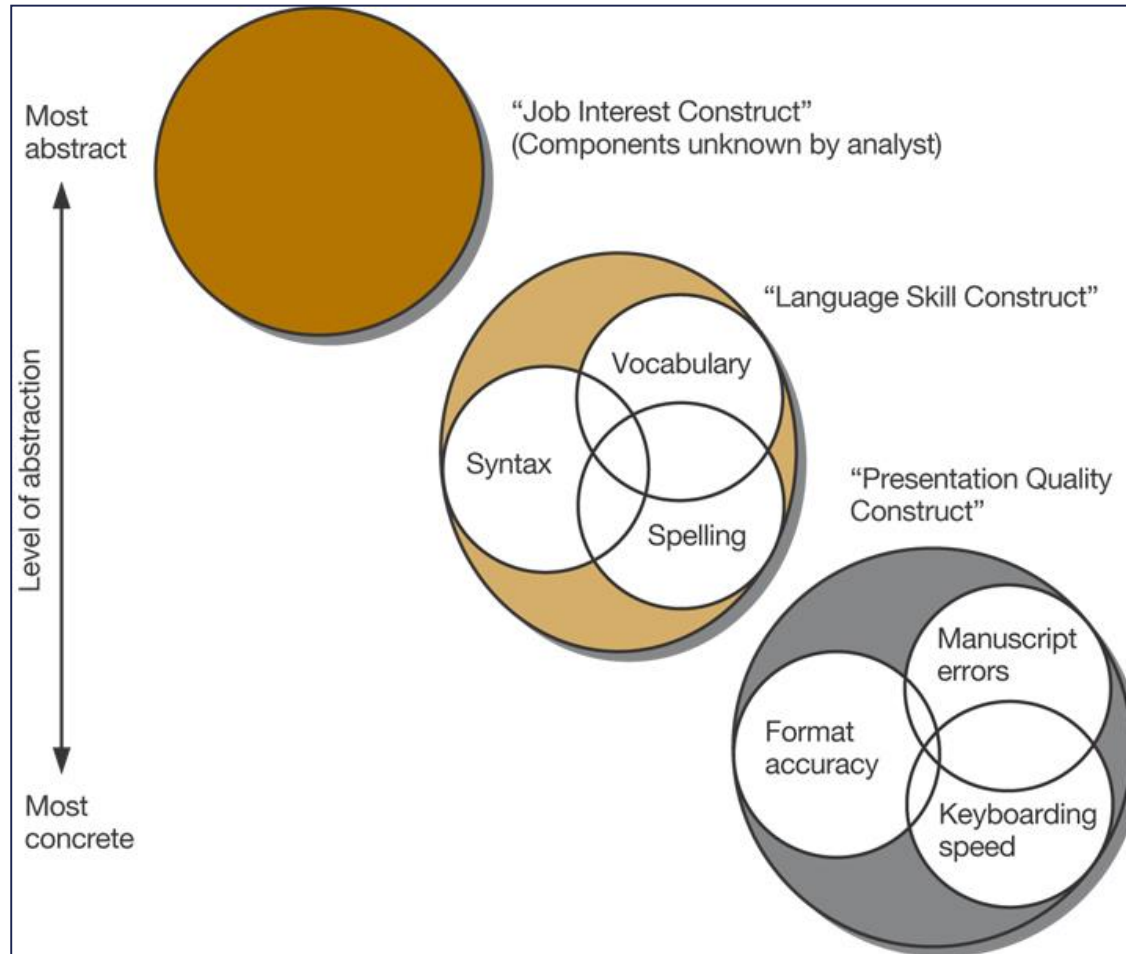 Most
abstract
“Job Interest Construct”
(Components unknown by analyst)
Level of abstraction
“Language Skill Construct”
Vocabulary
Syntax
Spelling
“Presentation Quality
Construct”
Manuscript
errors
Format
accuracy
Keyboarding
speed
Most
concrete